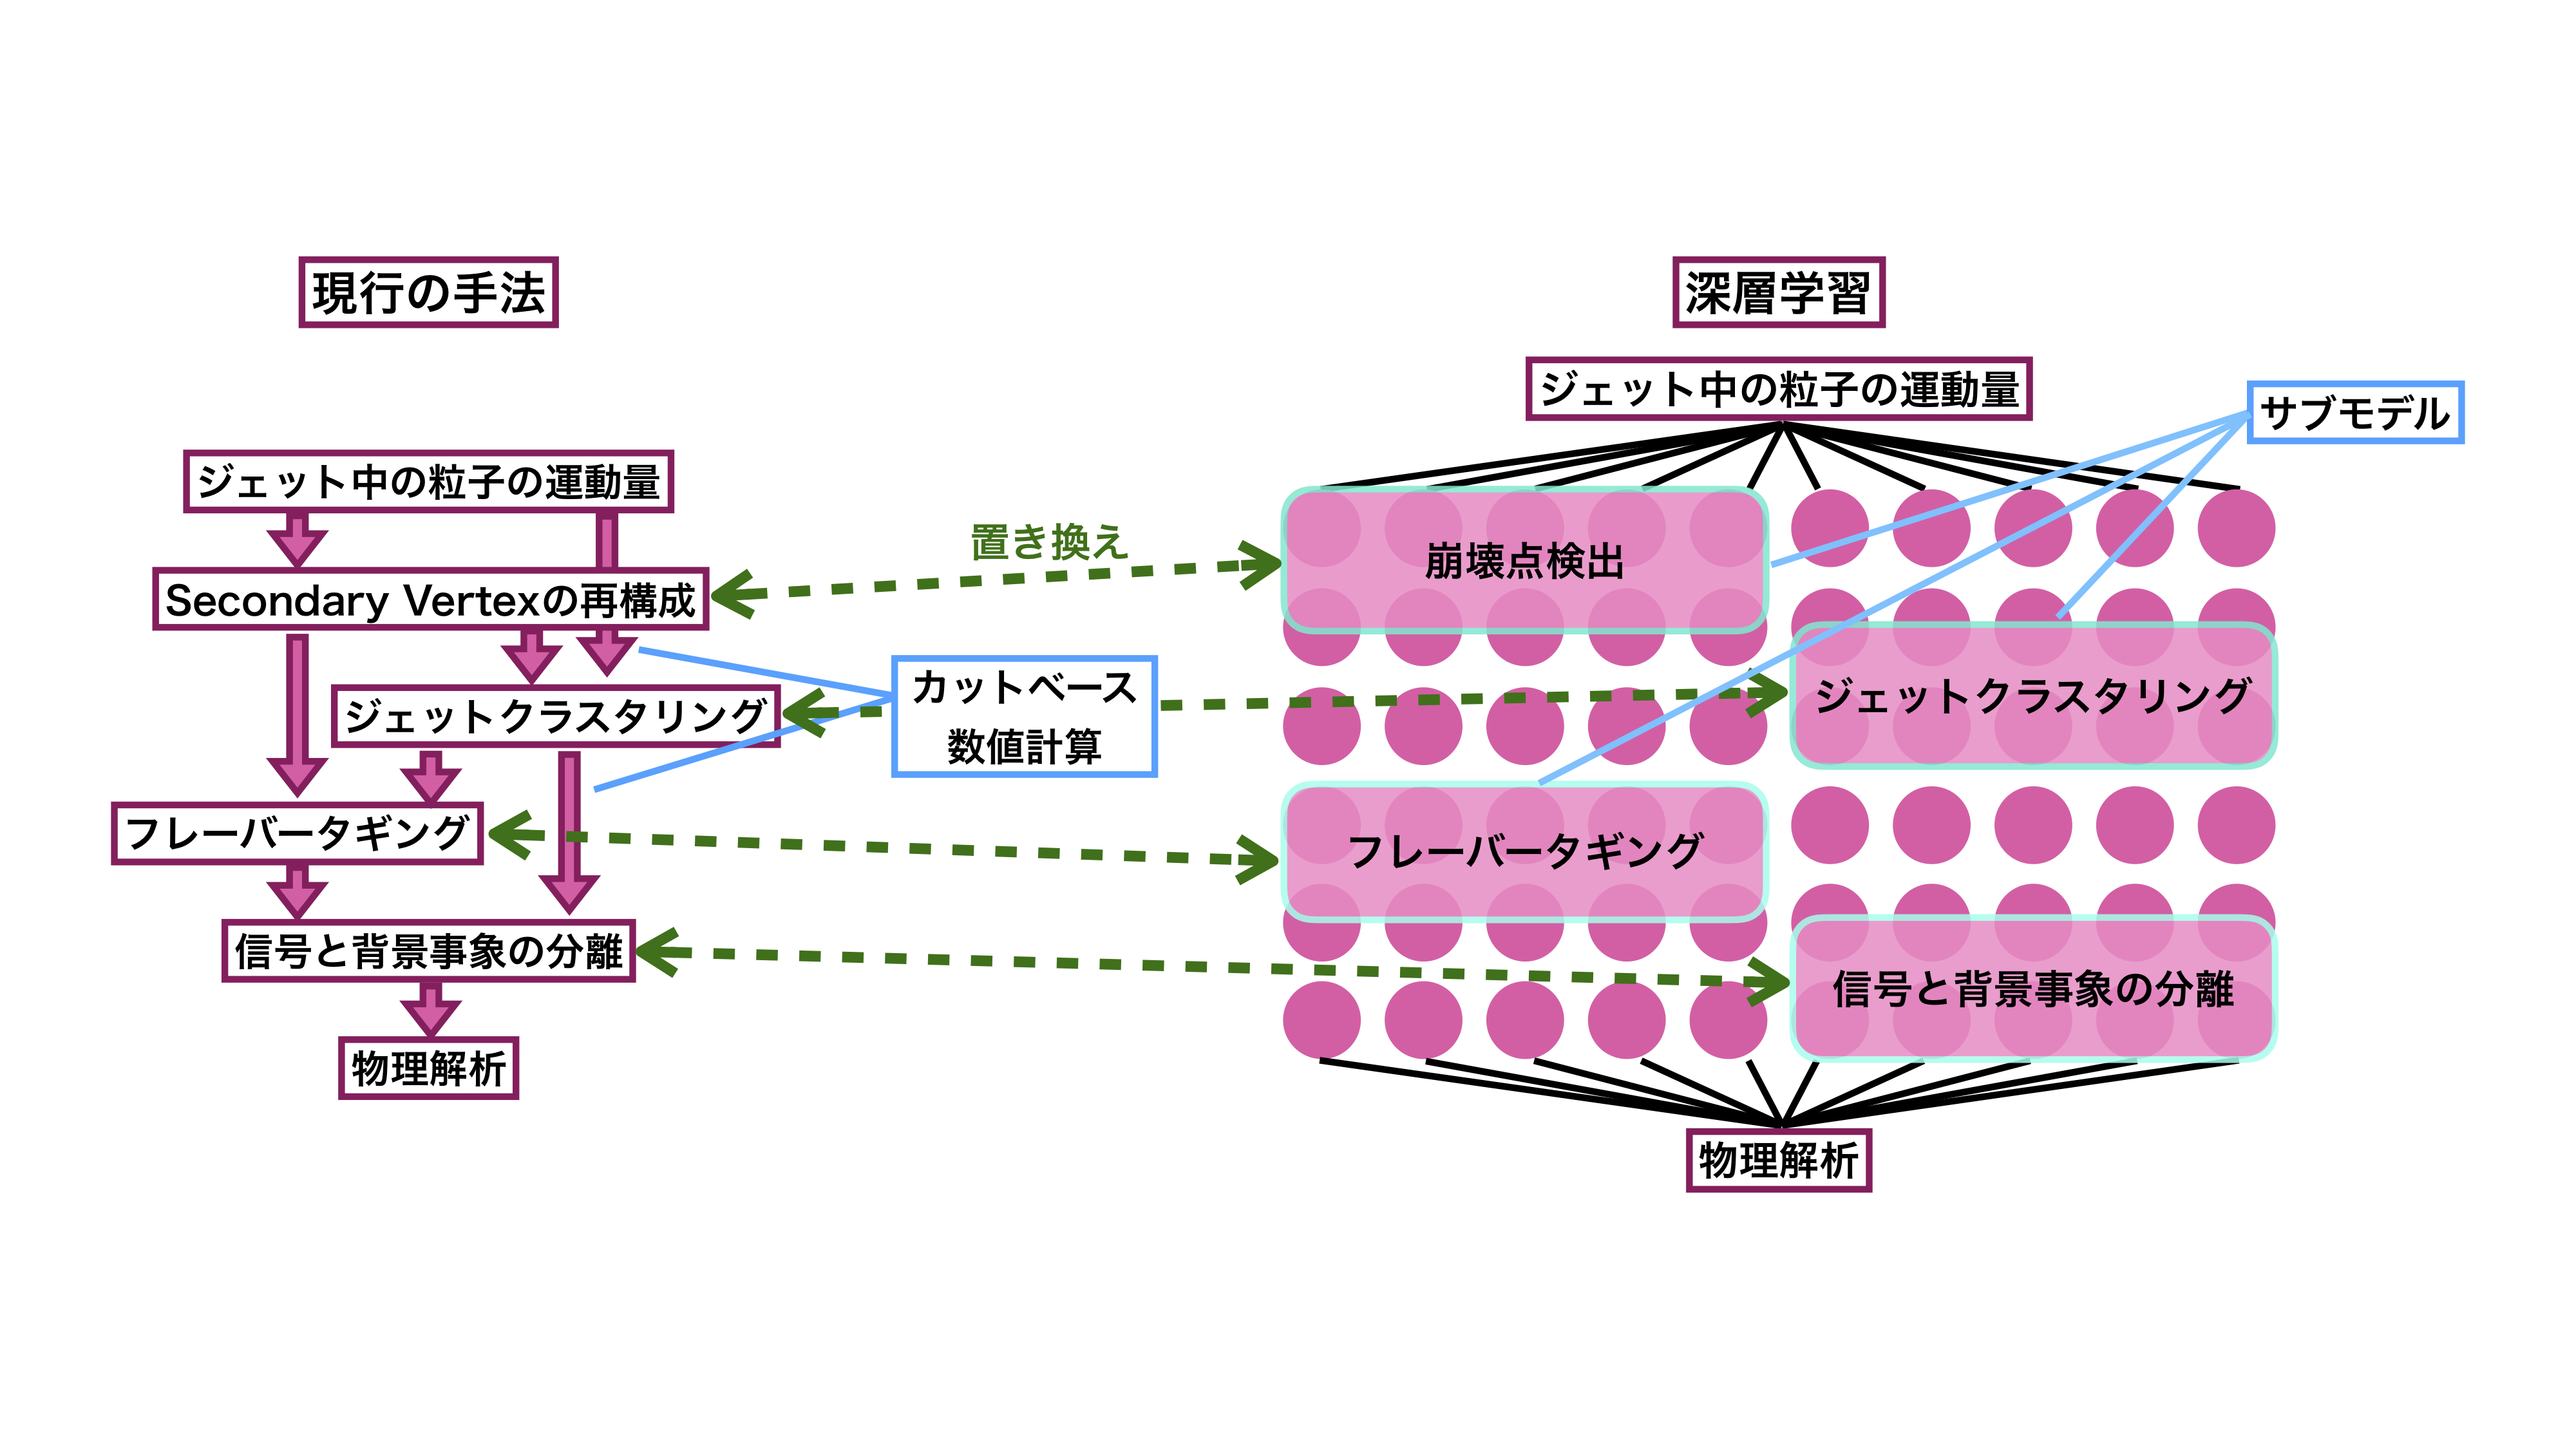 現行の手法
ジェット中の粒子の運動量
Secondary Vertexの再構成
ジェットクラスタリング
フレーバータギング
信号と背景事象の分離
物理解析
置き換え
カットベース
数値計算
深層学習
ジェット中の粒子の運動量
サブモデル
崩壊点検出
ジェットクラスタリング
フレーバータギング
信号と背景事象の分離
物理解析